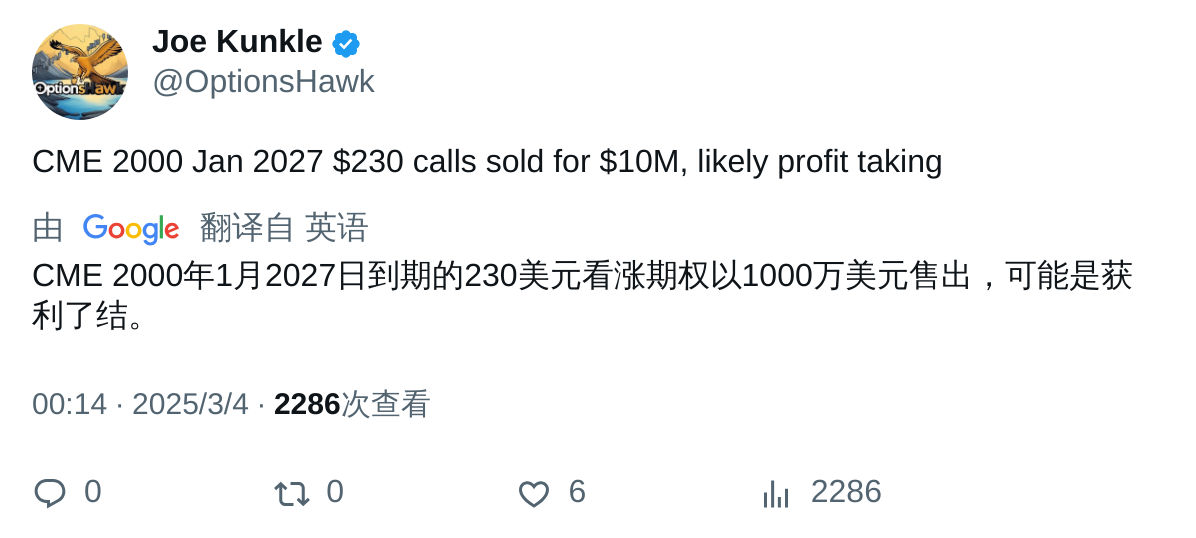 OptionsHawk
Joe Kunkle
@OptionsHawk
CME 2000 Jan 2027 $230 calls sold for $10M, likely profit taking
由 Google 翻译自 英语
CME 2000年1月2027日到期的230美元看涨期权以1000万美元售出，可能是获
利了结。
00:14 · 2025/3/4 · 2286次查看
0 0 6 2286